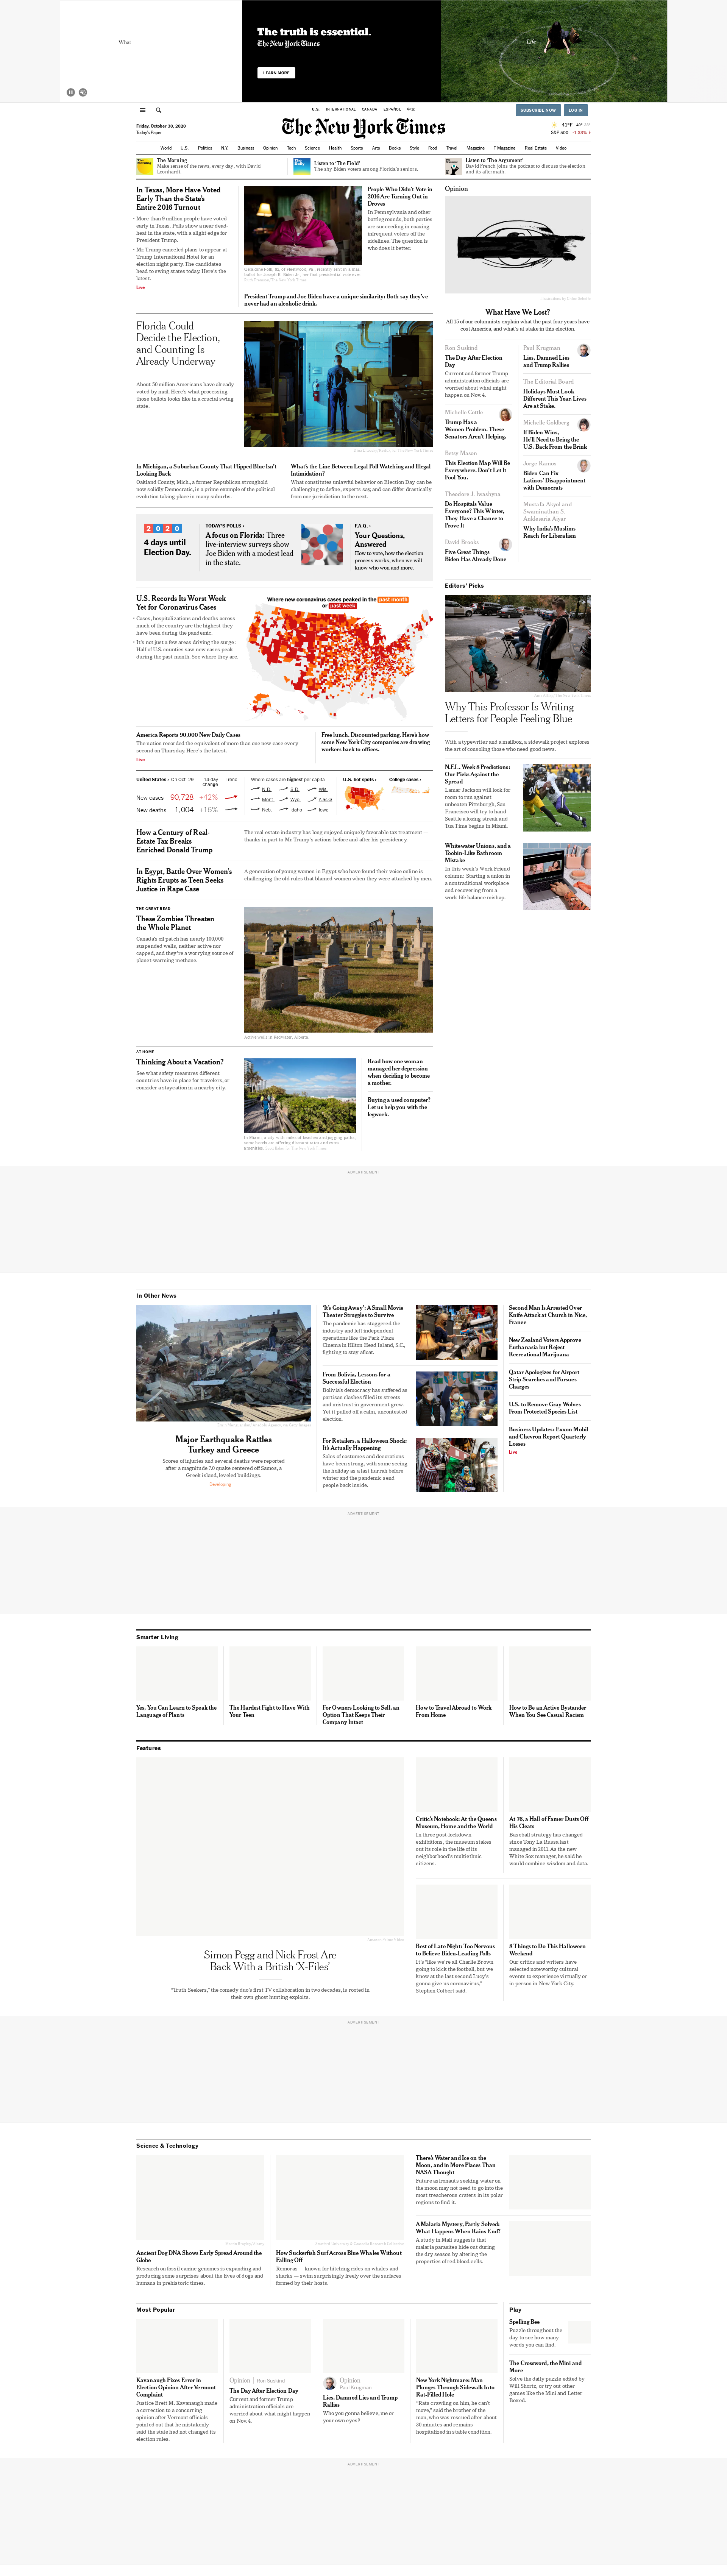 What
The truth is essential.
The New York Times
LEARN MORE
Life
U.S. INTERNATIONAL CANADA ESPAÑOL 中文
SUBSCRIBE NOW LOG IN
Friday, October 30, 2020
Today's Paper
The New York Times
S&P 500
World U.S. Politics N.Y. Business Opinion Tech Science Health Sports Arts Books Style Food Travel Magazine T Magazine Real Estate Video
The Morning
Make sense of the news, every day, with David
Leonhardt.
Listen to 'The Field'
The shy Biden voters among Florida's seniors.
Listen to 'The Argument'
David French joins the podcast to discuss the election
and its aftermath.
In Texas, More Have Voted
Early Than the State's
Entire 2016 Turnout
More than 9 million people have voted
early in Texas. Polls show a near dead-
heat in the state, with a slight edge for
President Trump.
Mr. Trump canceled plans to appear at
Trump International Hotel for an
election night party. The candidates
head to swing states today. Here's the
latest.
Live
People Who Didn't Vote in
2016 Are Turning Out in
Droves
In Pennsylvania and other
battlegrounds, both parties
are succeeding in coaxing
infrequent voters off the
sidelines. The question is
who does it better.
President Trump and Joe Biden have a unique similarity: Both say they've
never had an alcoholic drink.
Florida Could
Decide the Election,
and Counting Is
Already Underway
About 50 million Americans have already
voted by mail. Here's what processing
those ballots looks like in a crucial swing
state.
In Michigan, a Suburban County That Flipped Blue Isn't
Looking Back
Oakland County, Mich., a former Republican stronghold
now solidly Democratic, is a prime example of the political
evolution taking place in many suburbs.
What's the Line Between Legal Poll Watching and Illegal
Intimidation?
What constitutes unlawful behavior on Election Day can be
challenging to define, experts say, and can differ drastically
from one jurisdiction to the next.
2020
4 days until
Election Day.
TODAY'S POLLS ›
A focus on Florida: Three
live-interview surveys show
Joe Biden with a modest lead
in the state.
F.A.Q. ›
Your Questions,
Answered
How to vote, how the election
process works, when we will
know who won and more.
U.S. Records Its Worst Week
Yet for Coronavirus Cases
Cases, hospitalizations and deaths: across
much of the country are the highest they
have been during the pandemic.
It's not just a few areas driving the surge:
Half of U.S. counties saw new cases peak
during the past month. See where they are.
Where new coronavirus cases peaked in the past month
or past week
America Reports 90,000 New Daily Cases
The nation recorded the equivalent of more than one new case every
second on Thursday. Here's the latest.
Live
Free lunch. Discounted parking. Here's how
some New York City companies are drawing
workers back to offices.
United States › On Oct. 29 14-day change Trend
New cases 90,728 +42%
New deaths 1,004 +16%
Where cases are highest per capita
N.D. S.D. Wis.
Mont. Wyo. Alaska
Neb. Idaho Iowa
U.S. hot spots ›
College cases ›
How a Century of Real-
Estate Tax Breaks
Enriched Donald Trump
The real estate industry has long enjoyed uniquely favorable tax treatment —
thanks in part to Mr. Trump's actions before and after his presidency.
In Egypt, Battle Over Women's
Rights Erupts as Teen Seeks
Justice in Rape Case
A generation of young women in Egypt who have found their voice online is
challenging the old rules that blamed women when they were attacked by men.
THE GREAT READ
These Zombies Threaten
the Whole Planet
Canada's oil patch has nearly 100,000
suspended wells, neither active nor
capped, and they're a worrying source of
planet-warming methane.
AT HOME
Thinking About a Vacation?
See what safety measures different
countries have in place for travelers, or
consider a staycation in a nearby city.
In Miami, a city with miles of beaches and jogging paths,
some hotels are offering discount rates and extra
amenities.
Read how one woman
managed her depression
when deciding to become
a mother.
Buying a used computer?
Let us help you with the
legwork.
Opinion
What Have We Lost?
All 15 of our columnists explain what the past four years have
cost America, and what's at stake in this election.
Ron Suskind
The Day After Election
Day
Current and former Trump
administration officials are
worried about what might
happen on Nov. 4.
Michelle Cottle
Trump Has a
Women Problem. These
Senators Aren't Helping.
Betsy Mason
This Election Map Will Be
Everywhere. Don't Let It
Fool You.
Theodore J. Iwashyna
Do Hospitals Value
Everyone? This Winter,
They Have a Chance to
Prove It
David Brooks
Five Great Things
Biden Has Already Done
Paul Krugman
Lies, Damned Lies
and Trump Rallies
The Editorial Board
Holidays Must Look
Different This Year. Lives
Are at Stake.
Michelle Goldberg
If Biden Wins,
He'll Need to Bring the
U.S. Back From the Brink
Jorge Ramos
Biden Can Fix
Latinos' Disappointment
with Democrats
Mustafa Akyol and
Swaminathan S.
Anklesaria Aiyar
Why India's Muslims
Reach for Liberalism
Editors' Picks
Why This Professor Is Writing
Letters for People Feeling Blue
With a typewriter and a mailbox, a sidewalk project explores
the art of consoling those who need good news.
N.F.L. Week 8 Predictions:
Our Picks Against the
Spread
Lamar Jackson will look for
room to run against
unbeaten Pittsburgh, San
Francisco will try to hand
Seattle a losing streak and
Tua Time begins in Miami.
Whitewater Unions, and a
Toobin-Like Bathroom
Mistake
In this week's Work Friend
column: Starting a union in
a nontraditional workplace
and recovering from a
work-life balance mishap.
ADVERTISEMENT
In Other News
Major Earthquake Rattles
Turkey and Greece
Scores of injuries and several deaths were reported
after a magnitude 7.0 quake centered off Samos, a
Greek island, leveled buildings.
Developing
'It's Going Away': A Small Movie
Theater Struggles to Survive
The pandemic has staggered the
industry and left independent
operations like the Park Plaza
Cinema in Hilton Head Island, S.C.,
fighting to stay afloat.
From Bolivia, Lessons for a
Successful Election
Bolivia's democracy has suffered as
partisan clashes filled its streets
and mistrust its government grew.
Yet it pulled off a calm, uncontested
election.
For Retailers, a Halloween Shock:
It's Actually Happening
Sales of costumes and decorations
have been strong, with some seeing
the holiday as a last hurrah before
winter and the pandemic send
people back inside.
Second Man Is Arrested Over
Knife Attack at Church in Nice,
France
New Zealand Voters Approve
Euthanasia but Reject
Recreational Marijuana
Qatar Apologizes for Airport
Strip Searches and Pursues
Charges
U.S. to Remove Gray Wolves
From Protected Species List
Business Updates: Exxon Mobil
and Chevron Report Quarterly
Losses
Live
ADVERTISEMENT
Smarter Living
Yes, You Can Learn to Speak the
Language of Plants
The Hardest Fight to Have With
Your Teen
For Owners Looking to Sell, an
Option That Keeps Their
Company Intact
How to Travel Abroad to Work
From Home
How to Be an Active Bystander
When You See Casual Racism
Features
Simon Pegg and Nick Frost Are
Back With a British 'X-Files'
"Truth Seekers," the comedy duo's first TV collaboration in two decades, is rooted in
their own ghost hunting exploits.
Critic's Notebook: At the Queens
Museum, Home and the World
In three post-lockdown
exhibitions, the museum stakes
out its role in the life of its
neighborhood's multiethnic
citizens.
At 76, a Hall of Famer Dusts Off
His Cleats
Baseball strategy has changed
since Tony La Russa last
managed in 2011. As the new
White Sox manager, he said he
would combine wisdom and data.
Best of Late Night: Too Nervous
to Believe Biden-Leading Polls
It's "like we're all Charlie Brown
going to kick the football, but we
know at the last second Lucy's
gonna give us coronavirus,"
Stephen Colbert said.
8 Things to Do This Halloween
Weekend
Our critics and writers have
selected noteworthy cultural
events to experience virtually or
in person in New York City.
ADVERTISEMENT
Science & Technology
Ancient Dog DNA Shows Early Spread Around the
Globe
Research on fossil canine genomes is expanding and
producing some surprises about the lives of dogs and
humans in prehistoric times.
How Suckerfish Surf Across Blue Whales Without
Falling Off
Remoras — known for hitching rides on whales and
sharks — swim surprisingly freely over the surfaces
formed by their hosts.
There's Water and Ice on the
Moon, and in More Places Than
NASA Thought
Future astronauts seeking water on
the moon may not need to go into the
most treacherous craters in its polar
regions to find it.
A Malaria Mystery, Partly Solved:
What Happens When Rains End?
A study in Mali suggests that
malaria parasites hide out during
the dry season by altering the
properties of red blood cells.
Most Popular
Kavanaugh Fixes Error in
Election Opinion After Vermont
Complaint
Justice Brett M. Kavanaugh made
a correction to a concurring
opinion after Vermont officials
pointed out that he mistakenly
said the state had not changed its
election rules.
Opinion | Ron Suskind
The Day After Election Day
Current and former Trump
administration officials are
worried about what might happen
on Nov. 4.
Opinion
Paul Krugman
Lies, Damned Lies and Trump
Rallies
Who you gonna believe, me or
your own eyes?
New York Nightmare: Man
Plunges Through Sidewalk Into
Rat-Filled Hole
"Rats crawling on him, he can't
move," said the brother of the
man, who was rescued after about
30 minutes and remains
hospitalized in stable condition.
Play
Spelling Bee
Puzzle throughout the
day to see how many
words you can find.
The Crossword, the Mini and
More
Solve the daily puzzle edited by
Will Shortz, or try out other
games like the Mini and Letter
Boxed.
ADVERTISEMENT